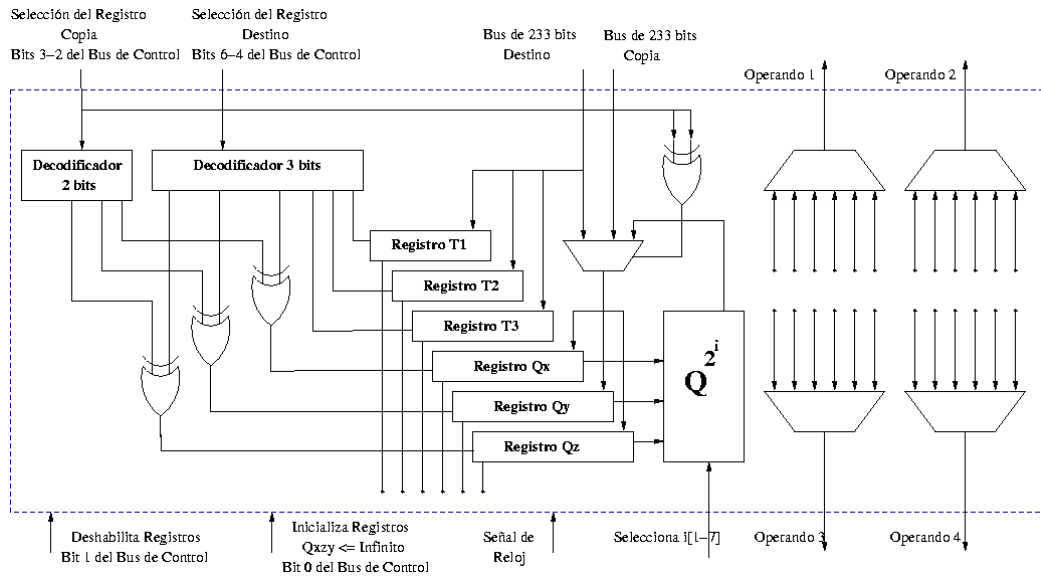 Selección del Registro
Copia
Bits 3–2 del Bus de Control
Selección del Registro
Destino
Bits 6–4 del Bus de Control
Bus de 233 bits
Destino
Bus de 233 bits
Copia
Operando 1
Operando 2
Decodificador
2 bits
Decodificador 3 bits
Registro T1
Registro T2
Registro T3
Registro Qx
Registro Qy
Registro Qz
Q 2 i
Deshabilita Registros
Bit 1 del Bus de Control
Inicializa Registros
Qxzy <= Infinito
Bit 0 del Bus de Control
Señal de
Reloj
Selecciona i[1–7]
Operando 3
Operando 4